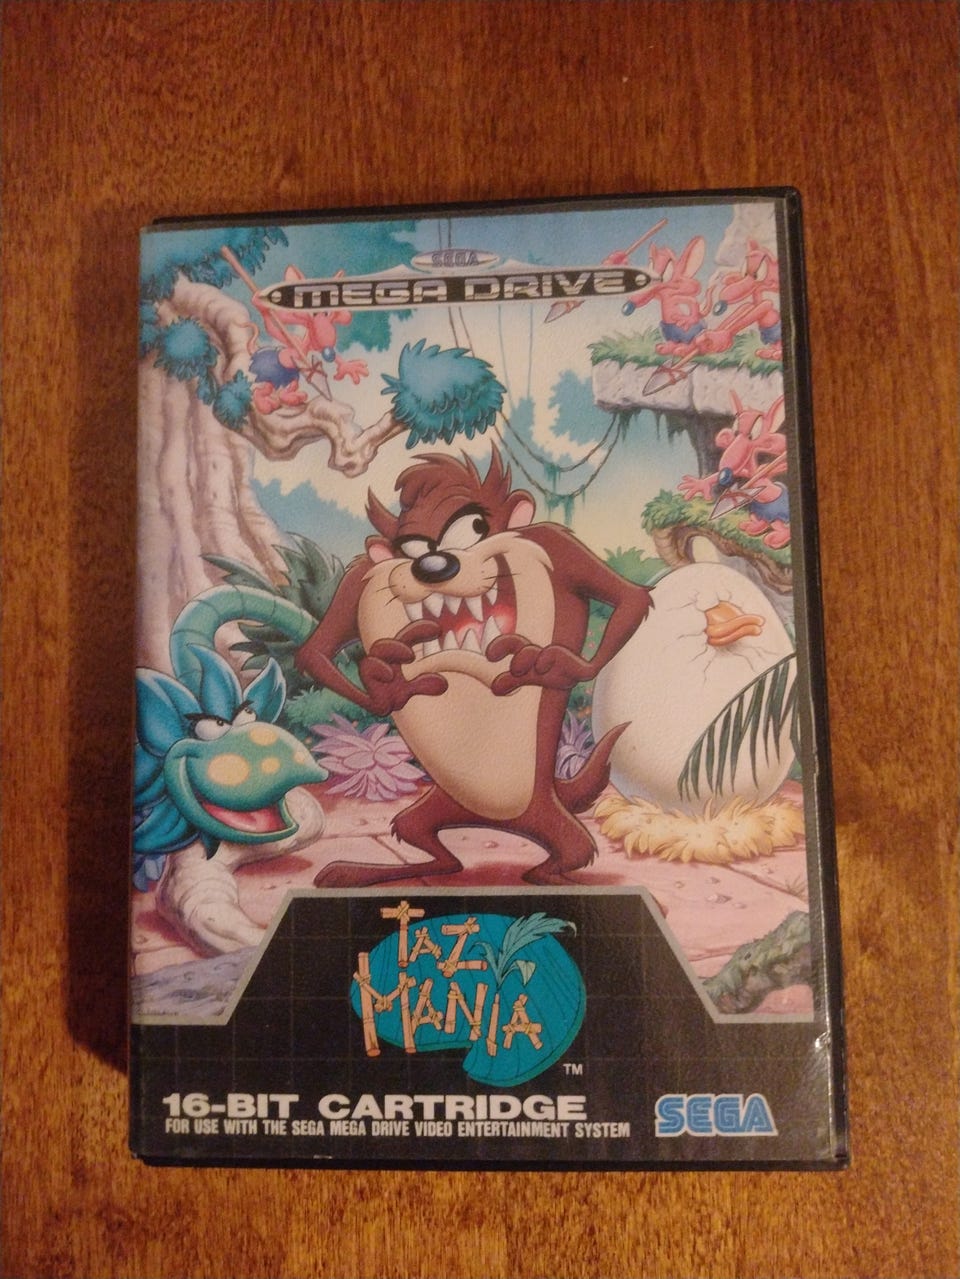 SEGA
MEGA DRIVE
TAZ
MANIA
TM
16-BIT CARTRIDGE
FOR USE WITH THE SEGA MEGA DRIVE VIDEO ENTERTAINMENT SYSTEM
SEGA